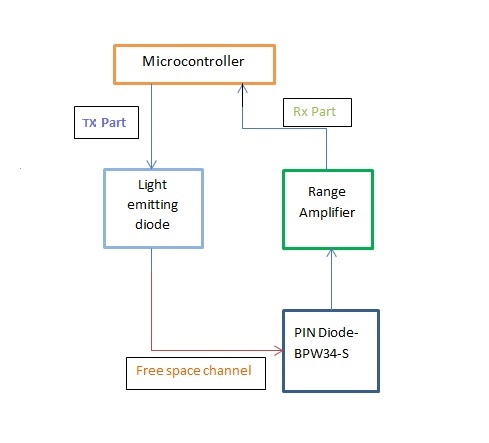 Microcontroller
TX Part
Rx Part
Light
emitting
diode
Range
Amplifier
PIN Diode-
BPW34-S
Free space channel